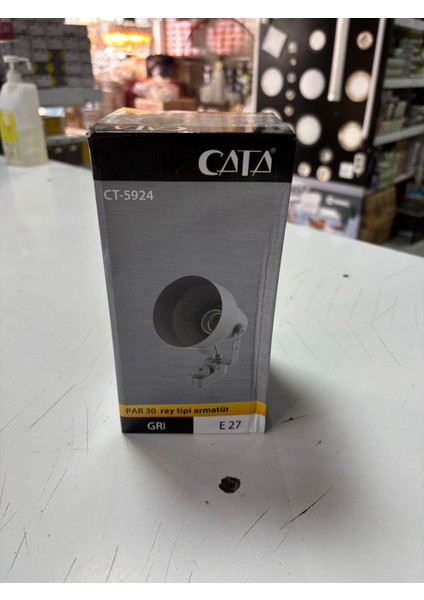 CATA®
CT-5924
PAR 30 ray tipi armatür
GRİ E 27